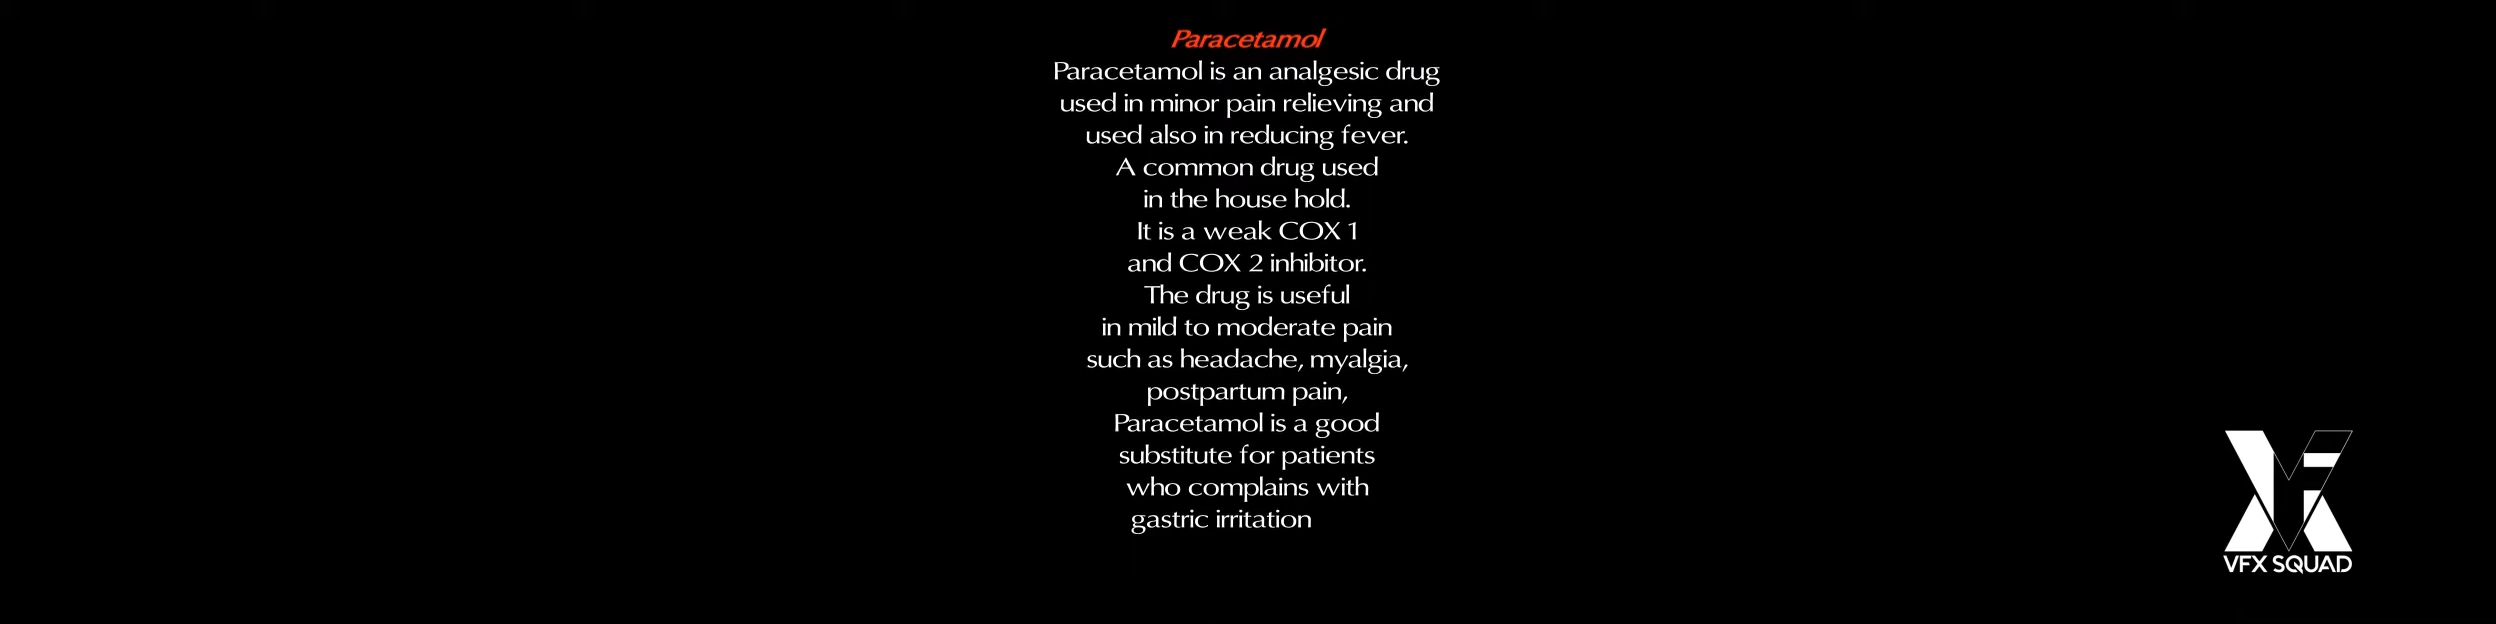 Paracetamol
Paracetamol is an analgesic drug
used in minor pain relieving and
used also in reducing fever.
A common drug used
in the house hold.
It is a weak COX 1
and COX 2 inhibitor.
The drug is useful
in mild to moderate pain
such as headache, myalgia,
postpartum pain,
Paracetamol is a good
substitute for patients
who complains with
gastric irritation
VFX SQUAD